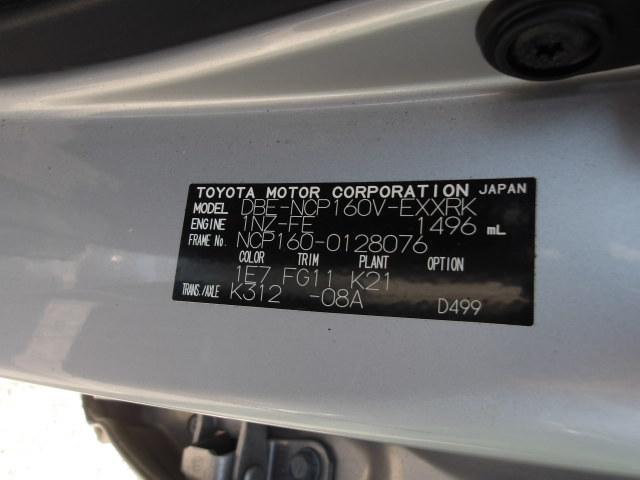 TOYOTA MOTOR CORPORATION JAPAN
MODEL DBE-NCP160V-EXXRK
ENGINE 1NZ-FE 1496 mL
FRAME No. NCP160-0128076
COLOR TRIM PLANT OPTION
1E7 FG11 K21
TRANS./AXLE K312 -08A
D499